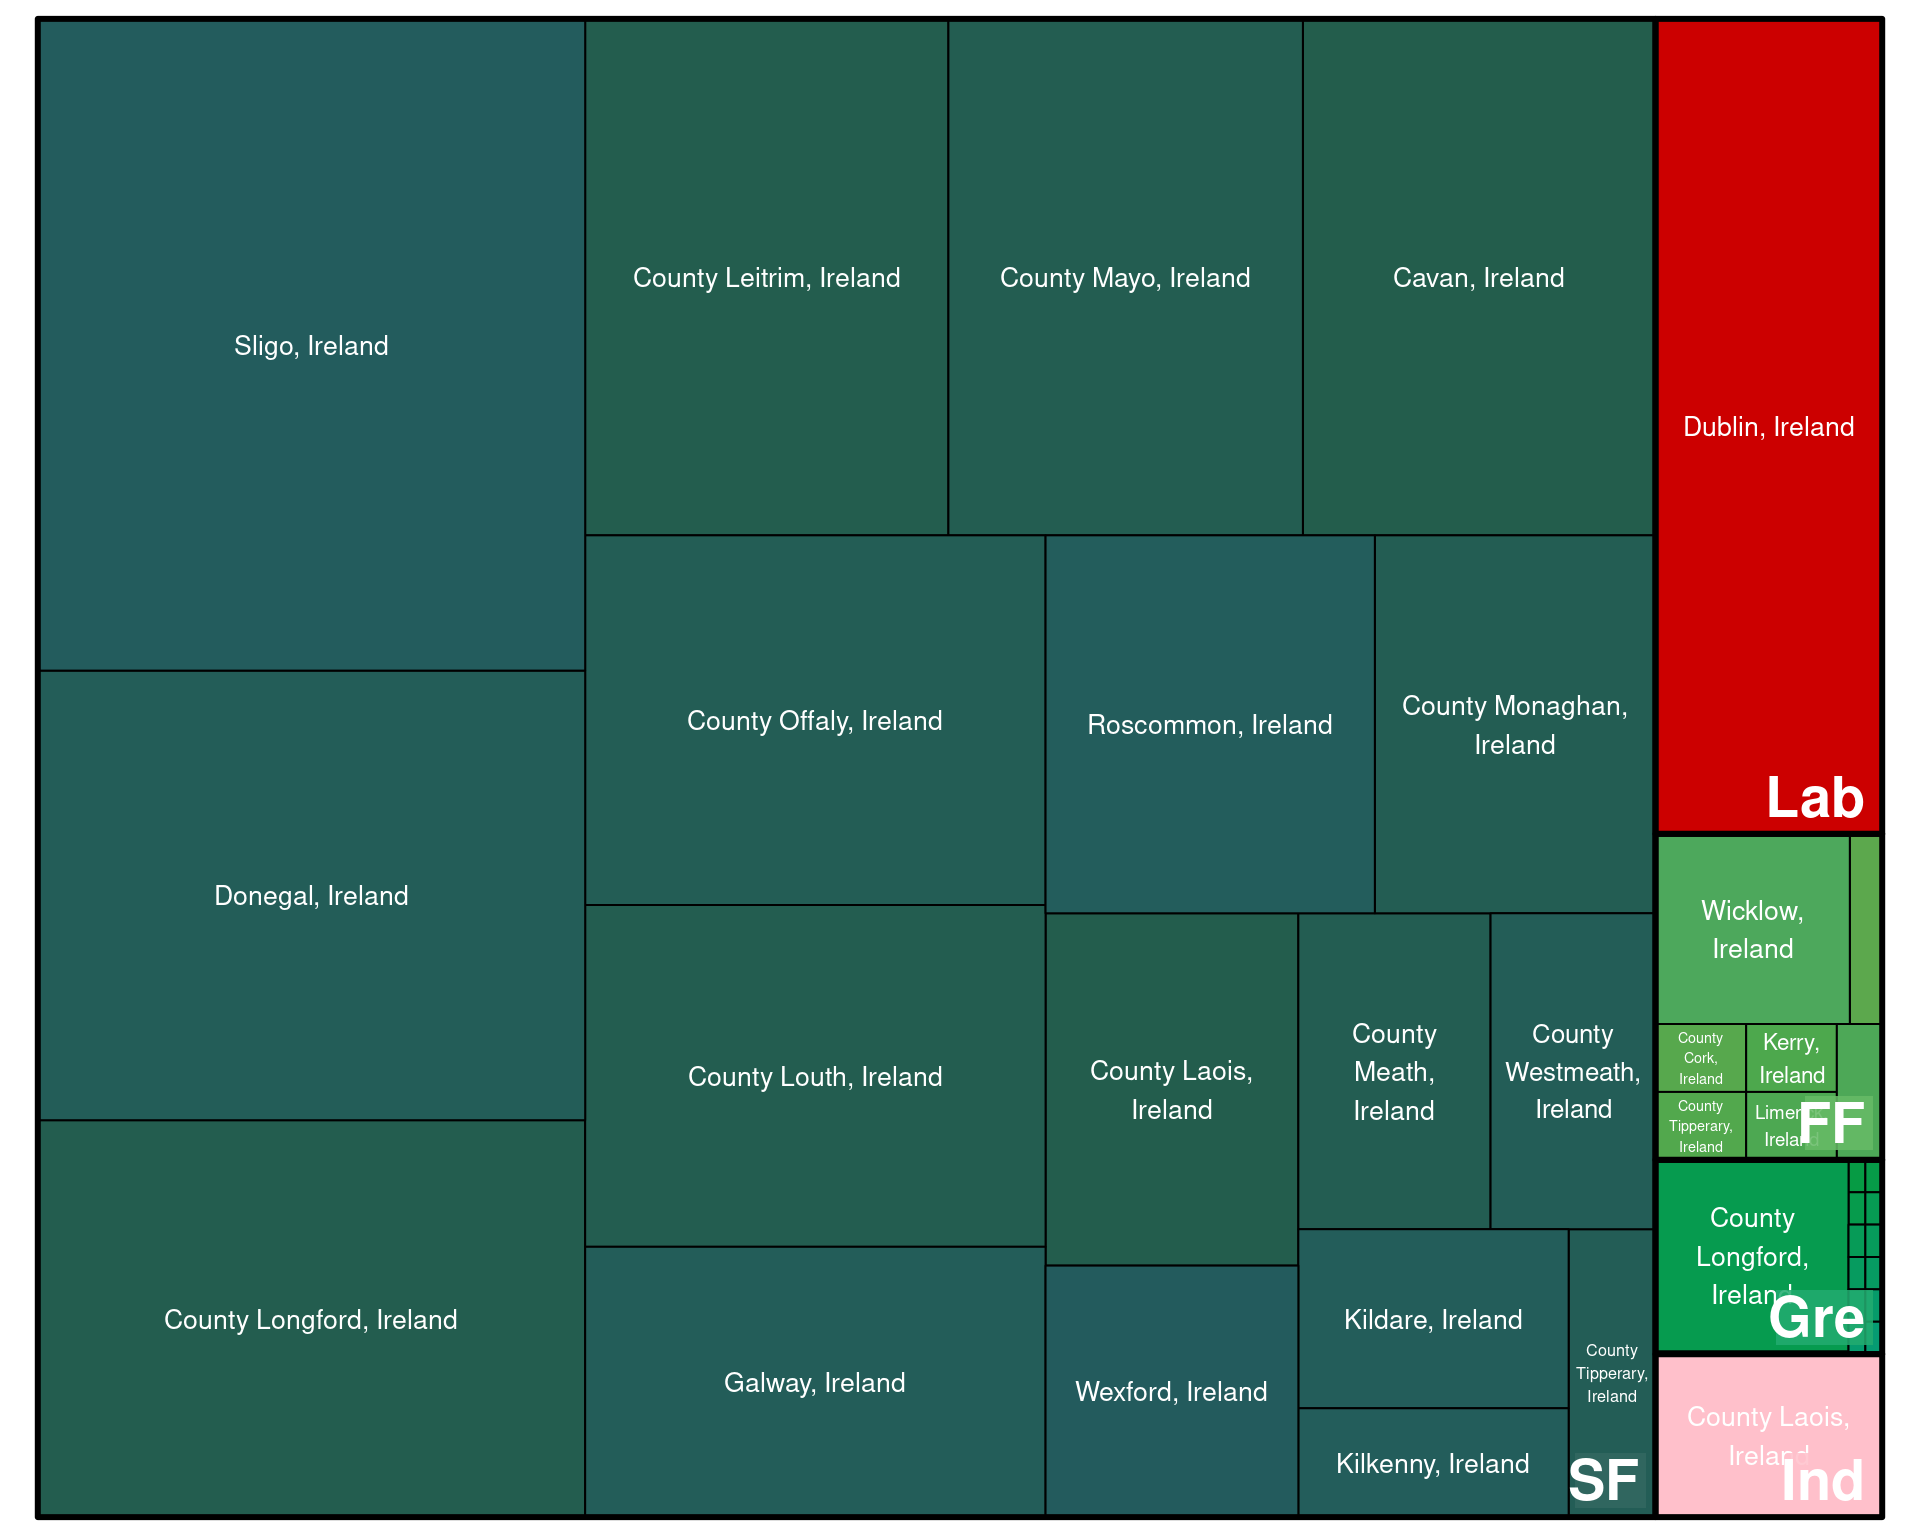 Sligo, Ireland
Donegal, Ireland
County Longford, Ireland
County Leitrim, Ireland
County Mayo, Ireland
Cavan, Ireland
County Offaly, Ireland
Roscommon, Ireland
County Monaghan,
Ireland
County Louth, Ireland
Galway, Ireland
County Laois,
Ireland
Wexford, Ireland
County
Meath,
Ireland
County
Westmeath,
Ireland
Kildare, Ireland
Kilkenny, Ireland
County
Tipperary,
Ireland
SF
Dublin, Ireland
Lab
Wicklow,
Ireland
County
Cork,
Ireland
Kerry,
Ireland
County
Tipperary,
Ireland
Ireland
FF
County
Longford,
Ireland
Gre
County Laois,
Ireland
Ind